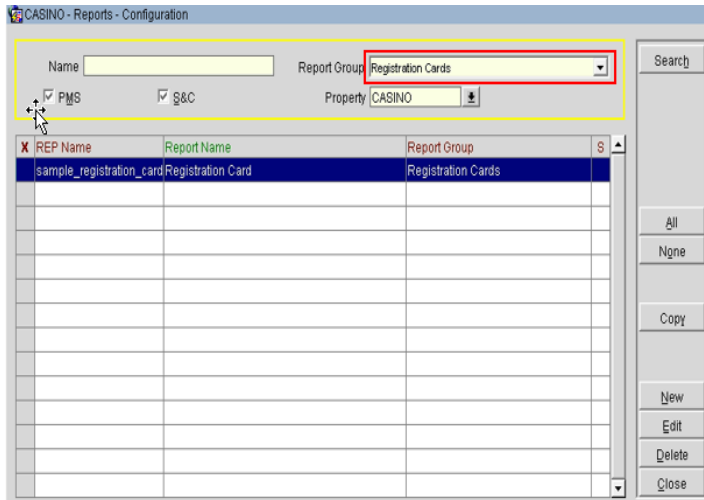 CASINO - Reports - Configuration
Name
Report Group Registration Cards
Search
PMS
S&C
Property CASINO
X REP Name Report Name Report Group S
sample_registration_card Registration Card Registration Cards
All
None
Copy
New
Edit
Delete
Close